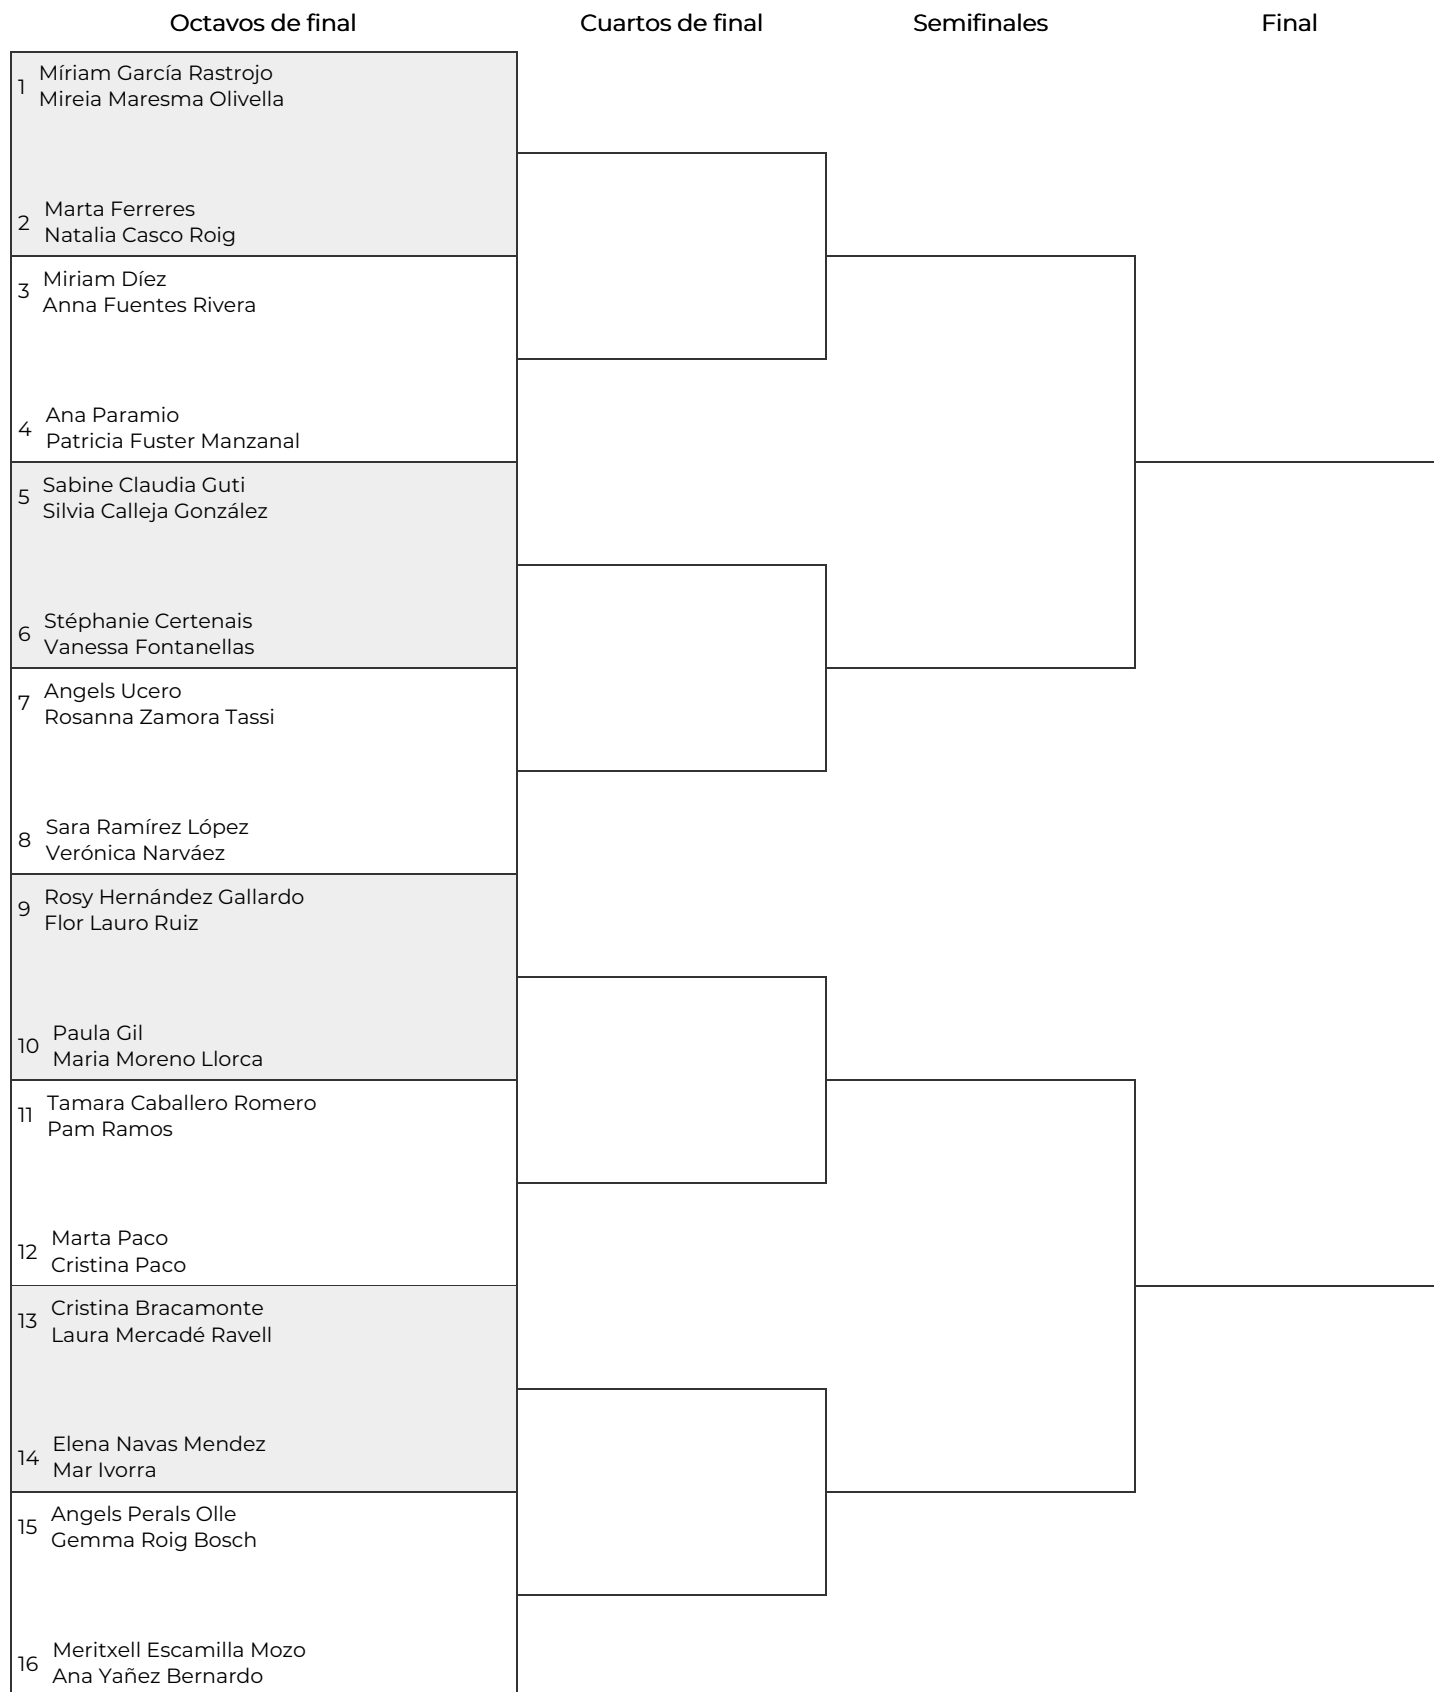 Octavos de final
Cuartos de final
Semifinales
Final
1
Míriam García Rastrojo
Mireia Maresma Olivella
2
Marta Ferreres
Natalia Casco Roig
3
Miriam Díez
Anna Fuentes Rivera
4
Ana Paramio
Patricia Fuster Manzanal
5
Sabine Claudia Guti
Silvia Calleja González
6
Stéphanie Certenais
Vanessa Fontanellas
7
Angels Ucero
Rosanna Zamora Tassi
8
Sara Ramírez López
Verónica Narváez
9
Rosy Hernández Gallardo
Flor Lauro Ruiz
10
Paula Gil
Maria Moreno Llorca
11
Tamara Caballero Romero
Pam Ramos
12
Marta Paco
Cristina Paco
13
Cristina Bracamonte
Laura Mercadé Ravell
14
Elena Navas Mendez
Mar Ivorra
15
Angels Perals Olle
Gemma Roig Bosch
16
Meritxell Escamilla Mozo
Ana Yañez Bernardo